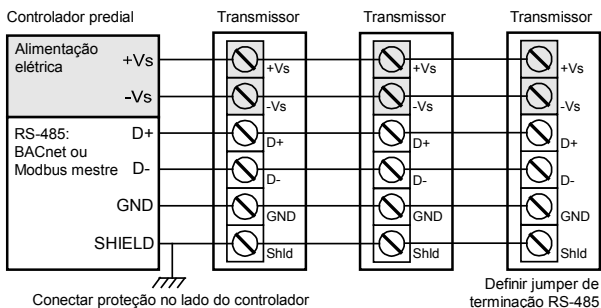 Controlador predial
Transmissor
Transmissor
Transmissor
Alimentação
elétrica
+Vs
-Vs
RS-485:
BACnet ou
Modbus mestre
D+
D-
GND
SHIELD
+Vs
-Vs
D+
D-
GND
Shld
+Vs
-Vs
D+
D-
GND
Shld
+Vs
-Vs
D+
D-
GND
Shld
Conectar proteção no lado do controlador
Definir jumper de
terminação RS-485